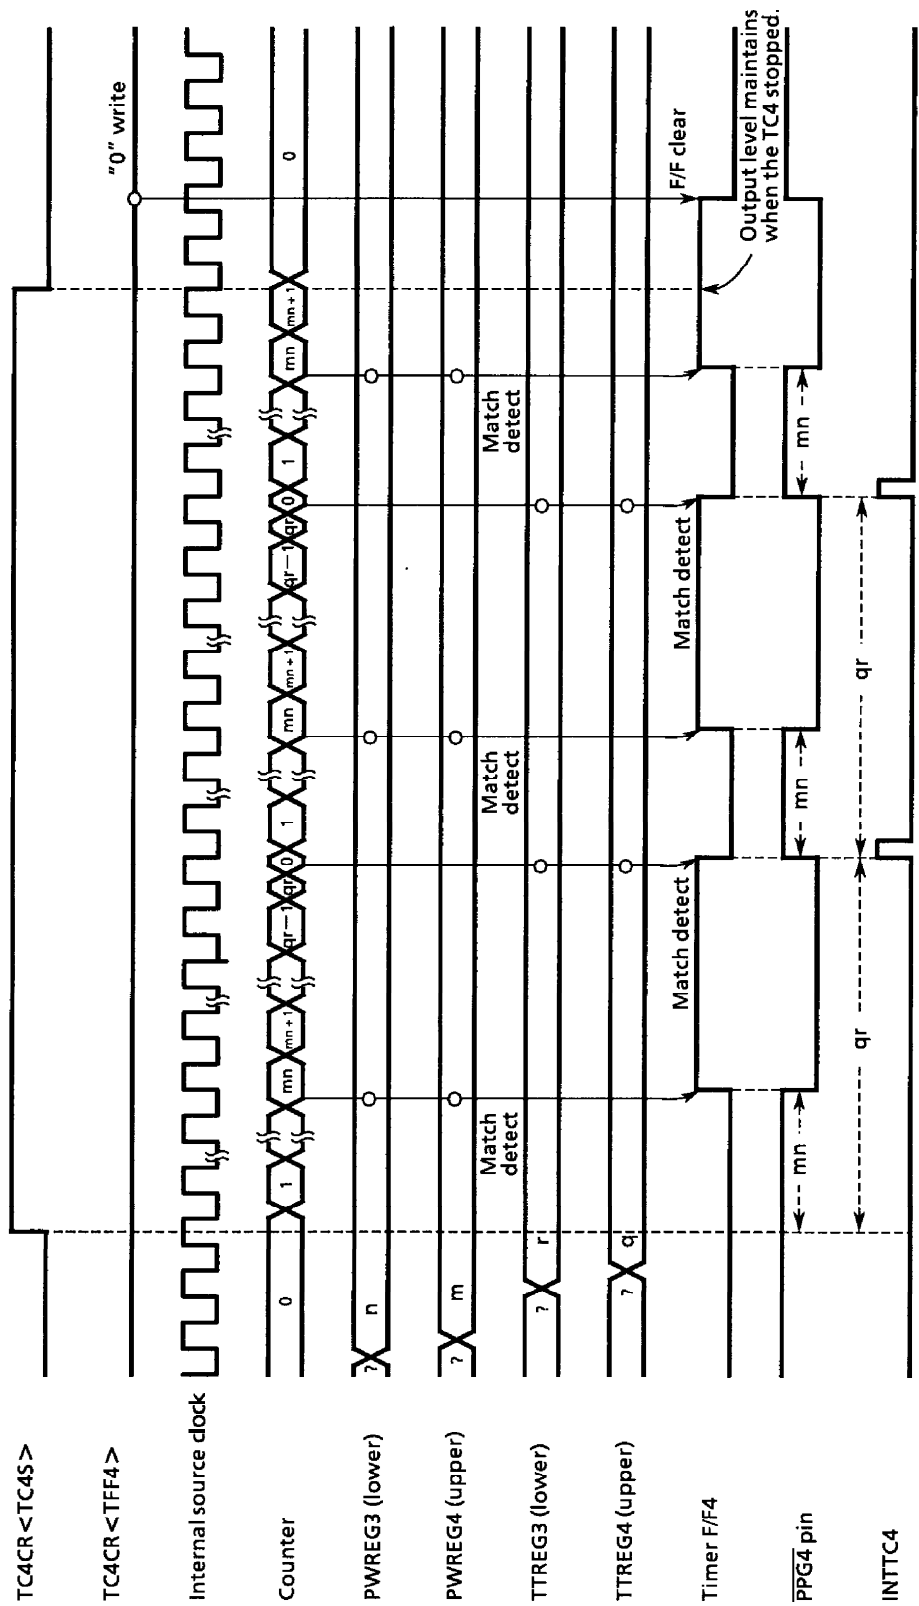 TC4CR<TC4S>
TC4CR<TFF4>
"0" write
Internal source clock
Counter
0
1
mn
mn+1
qr−1
qr
0
1
mn
mn+1
qr−1
qr
0
1
mn
mn+1
0
PWREG3 (lower)
?
n
PWREG4 (upper)
?
m
Match
detect
Match
detect
Match
detect
TTREG3 (lower)
?
r
TTREG4 (upper)
?
q
Match detect
Match detect
F/F clear
Timer F/F4
Output level maintains
when the TC4 stopped.
PPG4 pin
mn
mn
mn
qr
qr
INTTC4